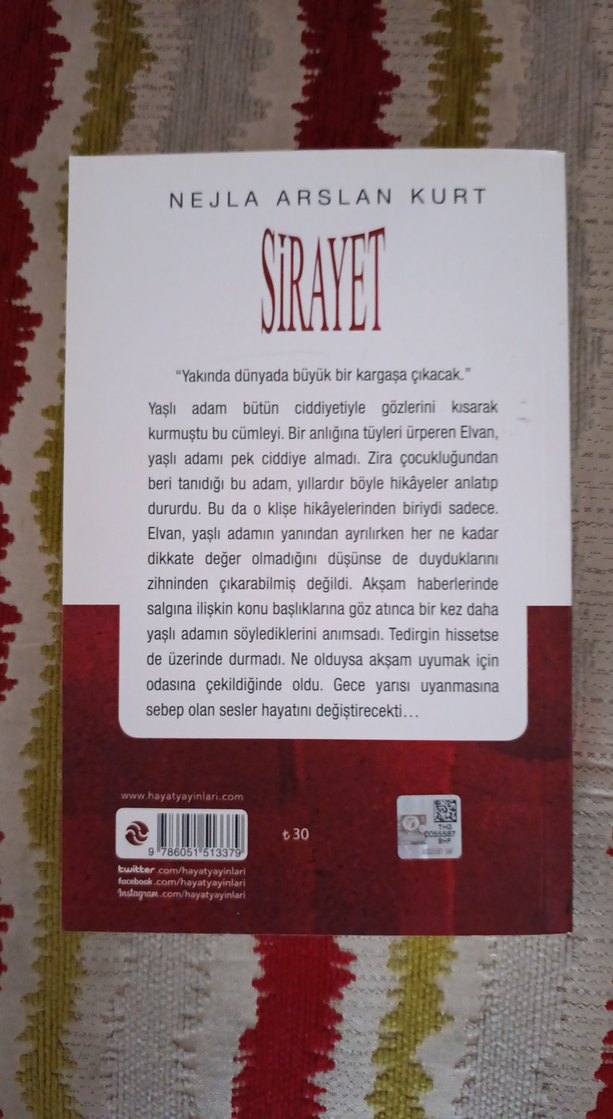 NEJLA ARSLAN KURT
SİRAYET
“Yakında dünyada büyük bir kargaşa çıkacak.”
Yaşlı adam bütün ciddiyetiyle gözlerini kısarak
kurmuştu bu cümleyi. Bir anlığına tüyleri ürperen Elvan,
yaşlı adamı pek ciddiye almadı. Zira çocukluğundan
beri tanıdığı bu adam, yıllardır böyle hikâyeler anlatıp
dururdu. Bu da o klişe hikâyelerinden biriydi sadece.
Elvan, yaşlı adamın yanından ayrılırken her ne kadar
dikkate değer olmadığını düşünse de duyduklarını
zihninden çıkarabilmiş değildi. Akşam haberlerinde
salgına ilişkin konu başlıklarına göz atınca bir kez daha
yaşlı adamın söylediklerini anımsadı. Tedirgin hissetse
de üzerinde durmadı. Ne olduysa akşam uyumak için
odasına çekildiğinde oldu. Gece yarısı uyanmasına
sebep olan sesler hayatını değiştirecekti…
www.hayatyayinlari.com
₺30
9 786051 513379
twitter.com/hayatyayinlari
facebook.com/hayatyayinlari
Instagram.com/hayatyayinlari